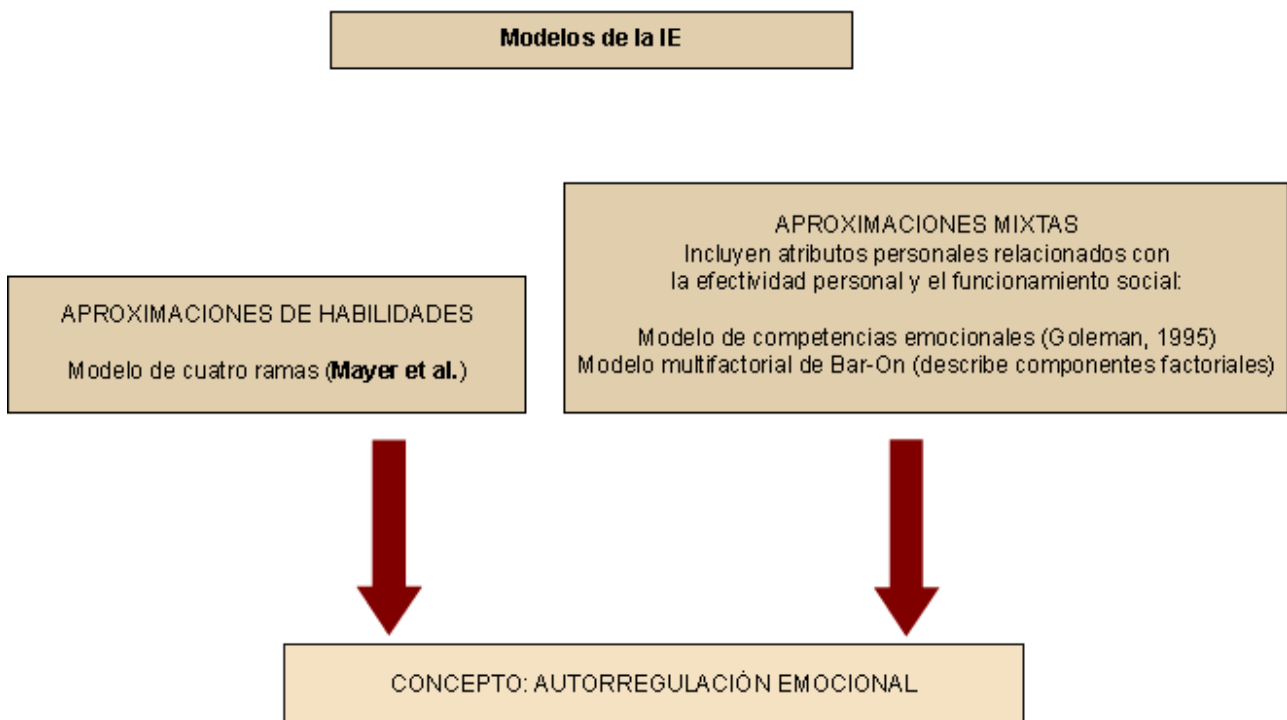 Modelos de la IE
APROXIMACIONES DE HABILIDADES
Modelo de cuatro ramas (Mayer et al.)
APROXIMACIONES MIXTAS
Incluyen atributos personales relacionados con
la efectividad personal y el funcionamiento social:
Modelo de competencias emocionales (Goleman, 1995)
Modelo multifactorial de Bar-On (describe componentes factoriales)
CONCEPTO: AUTORREGULACIÓN EMOCIONAL